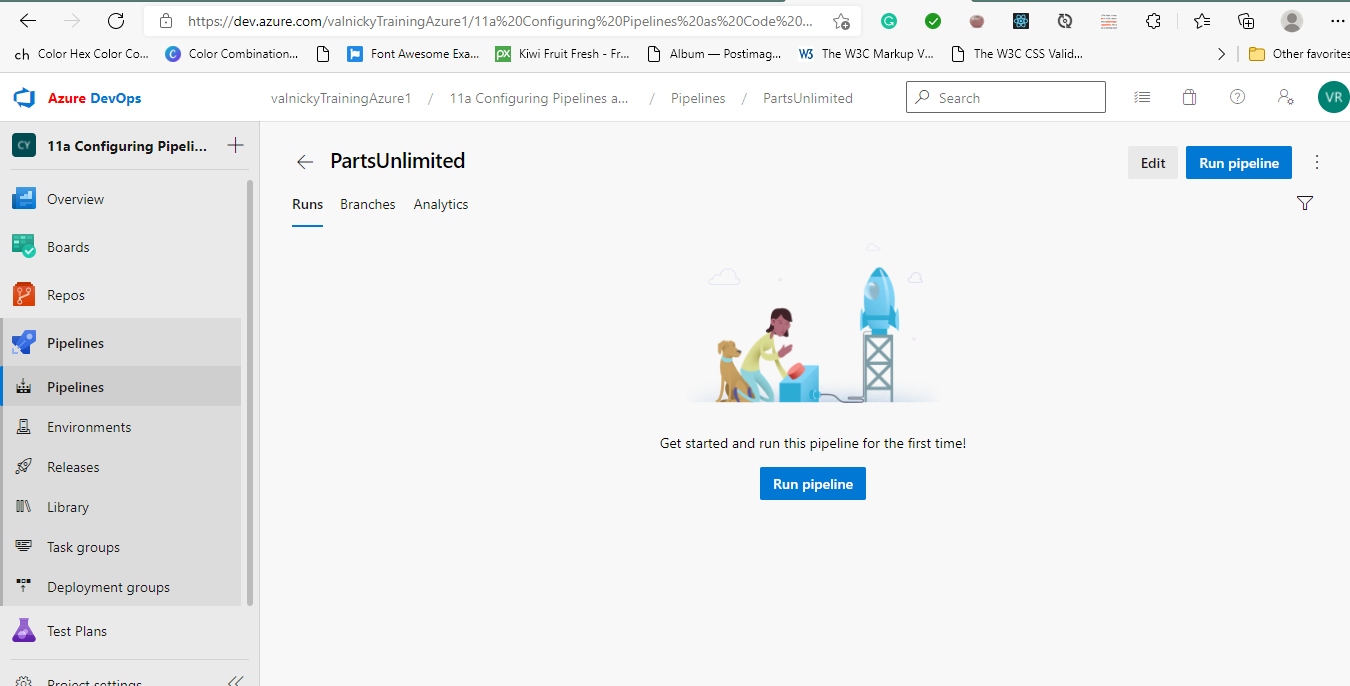 https://dev.azure.com/valnickyTrainingAzure1/11a%20Configuring%20Pipelines%20as%20Code%20...
ch Color Hex Color Co... C Color Combination... Font Awesome Exa... px Kiwi Fruit Fresh - Fr... Album — Postimag... W3 The W3C Markup V... The W3C CSS Valid... Other favorites
Azure DevOps valnickyTrainingAzure1 / 11a Configuring Pipelines a... / Pipelines / PartsUnlimited Search VR
CY 11a Configuring Pipeli...
PartsUnlimited Edit Run pipeline
Overview
Runs Branches Analytics
Boards
Repos
Pipelines
Pipelines
Environments
Releases
Library
Task groups
Deployment groups
Test Plans
Project settings
Get started and run this pipeline for the first time!
Run pipeline